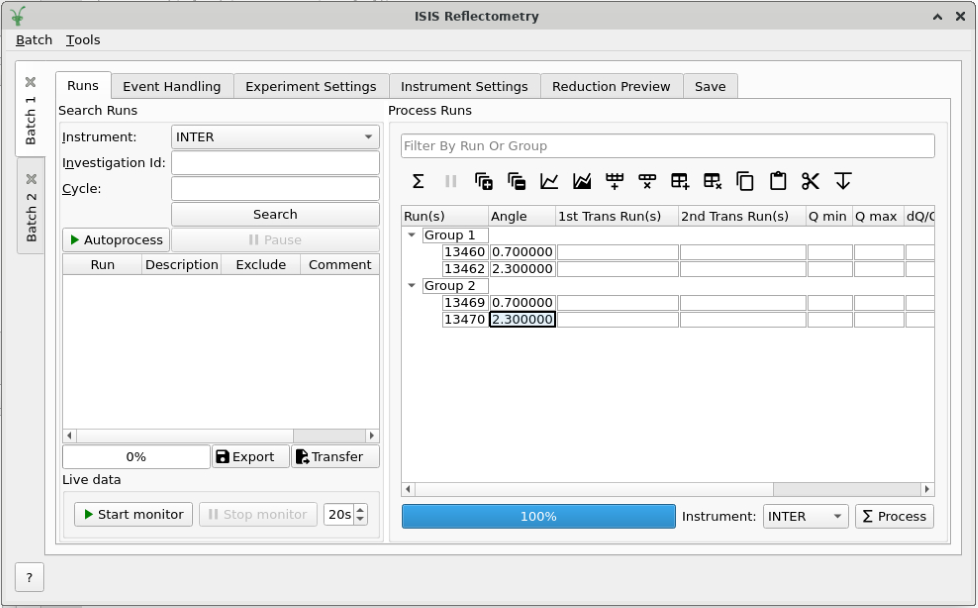 ISIS Reflectometry
Batch Tools
Batch 1
Batch 2
Runs Event Handling Experiment Settings Instrument Settings Reduction Preview Save
Search Runs
Instrument: INTER
Investigation Id:
Cycle:
Search
Autoprocess Pause
Run Description Exclude Comment
0% Export Transfer
Live data
Start monitor Stop monitor 20s
Process Runs
Filter By Run Or Group
Σ
Run(s) Angle 1st Trans Run(s) 2nd Trans Run(s) Q min Q max dQ/Q
Group 1
13460 0.700000
13462 2.300000
Group 2
13469 0.700000
13470 2.300000
100% Instrument: INTER Σ Process
?